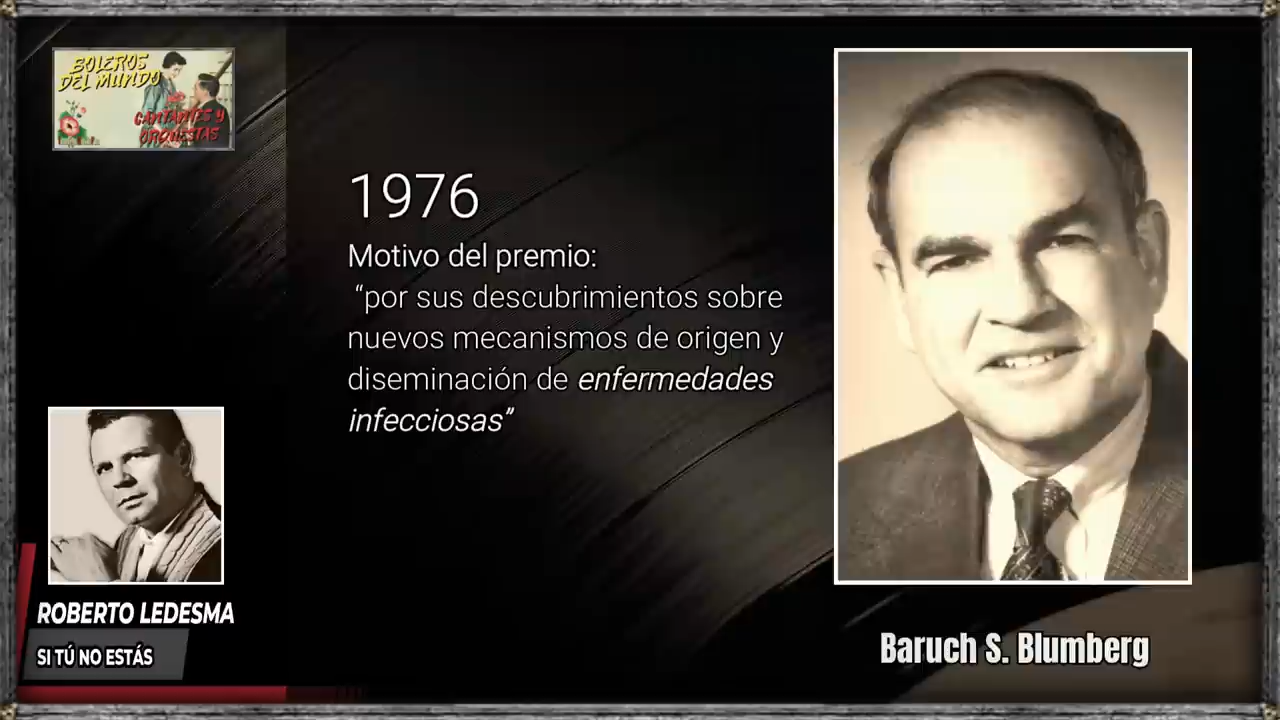 BOLEROS
DEL MUNDO
CANTANTES Y
ORQUESTAS
1976
Motivo del premio:
“por sus descubrimientos sobre
nuevos mecanismos de origen y
diseminación de enfermedades
infecciosas”
ROBERTO LEDESMA
SI TÚ NO ESTÁS
Baruch S. Blumberg